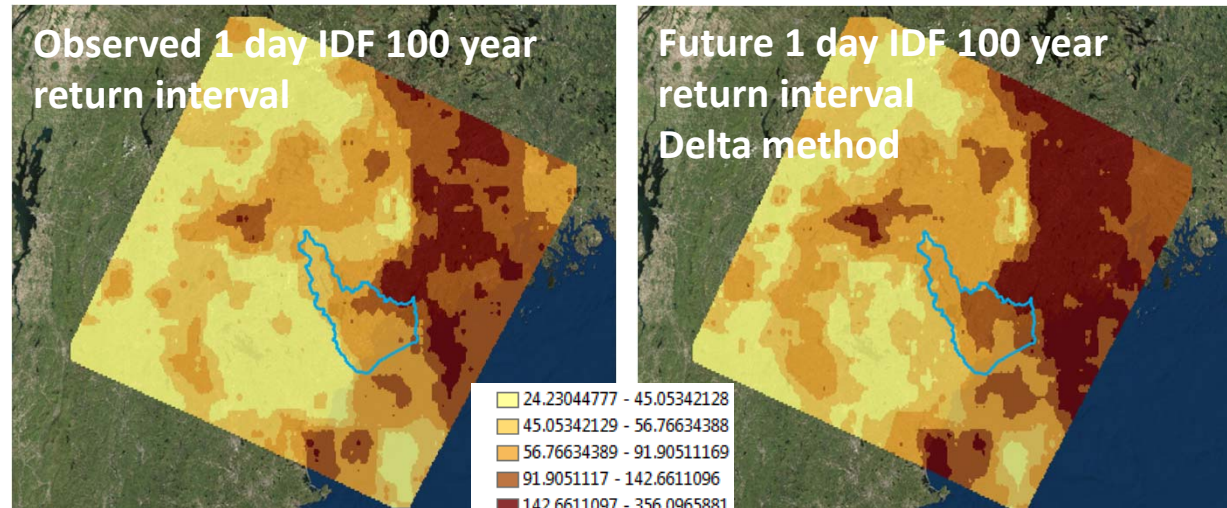 Observed 1 day IDF 100 year
return interval
Future 1 day IDF 100 year
return interval
Delta method
24.23044777 - 45.05342128
45.05342129 - 56.76634388
56.76634389 - 91.90511169
91.9051117 - 142.6611096
142.6611097 - 356.0965881